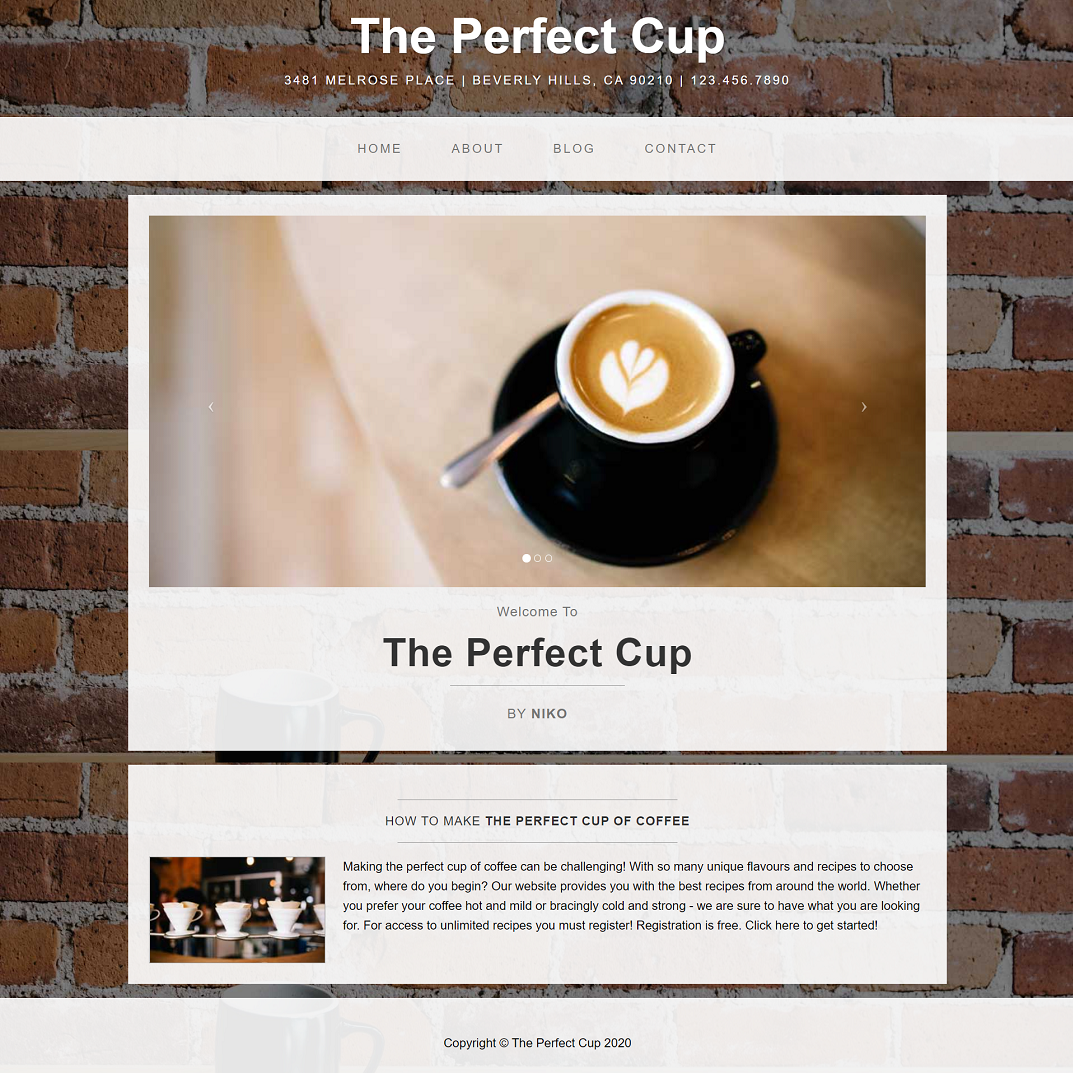 The Perfect Cup
3481 MELROSE PLACE | BEVERLY HILLS, CA 90210 | 123.456.7890
HOME ABOUT BLOG CONTACT
Welcome To
The Perfect Cup
BY NIKO
HOW TO MAKE THE PERFECT CUP OF COFFEE
Making the perfect cup of coffee can be challenging! With so many unique flavours and recipes to choose
from, where do you begin? Our website provides you with the best recipes from around the world. Whether
you prefer your coffee hot and mild or bracingly cold and strong - we are sure to have what you are looking
for. For access to unlimited recipes you must register! Registration is free. Click here to get started!
Copyright © The Perfect Cup 2020